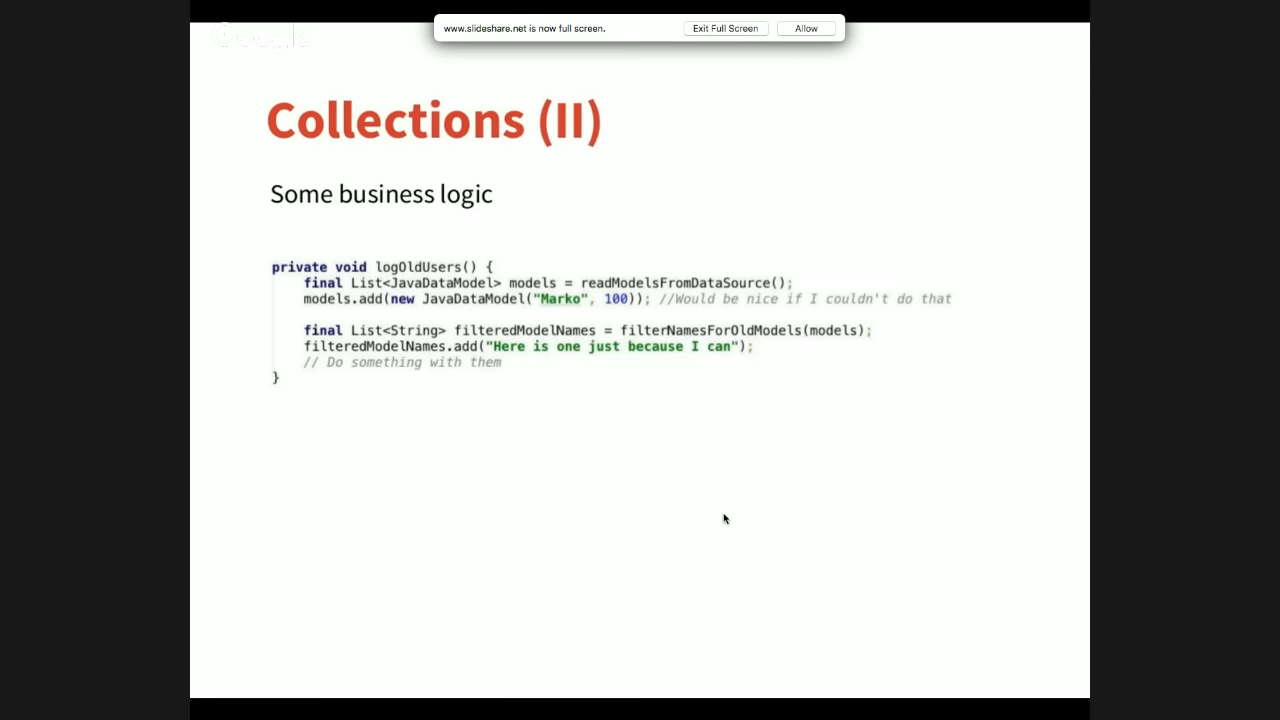 Google
www.slideshare.net is now full screen. Exit Full Screen Allow
Collections (II)
Some business logic
private void logOldUsers() {
final List<JavaDataModel> models = readModelsFromDataSource();
models.add(new JavaDataModel("Marko", 100)); //Would be nice if I couldn't do that
final List<String> filteredModelNames = filterNamesForOldModels(models);
filteredModelNames.add("Here is one just because I can");
// Do something with them
}